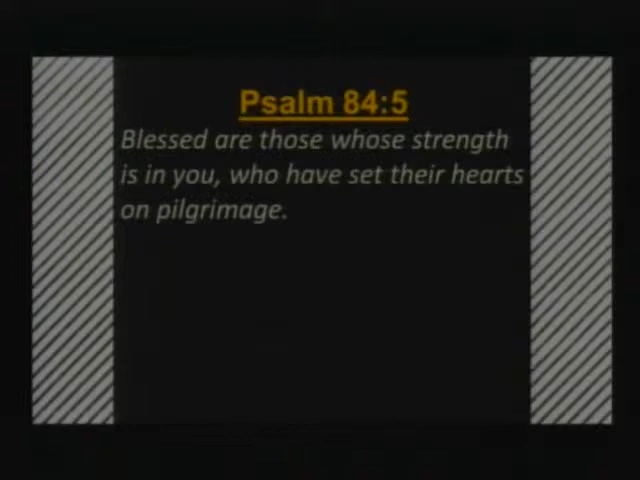 Psalm 84:5
Blessed are those whose strength
is in you, who have set their hearts
on pilgrimage.